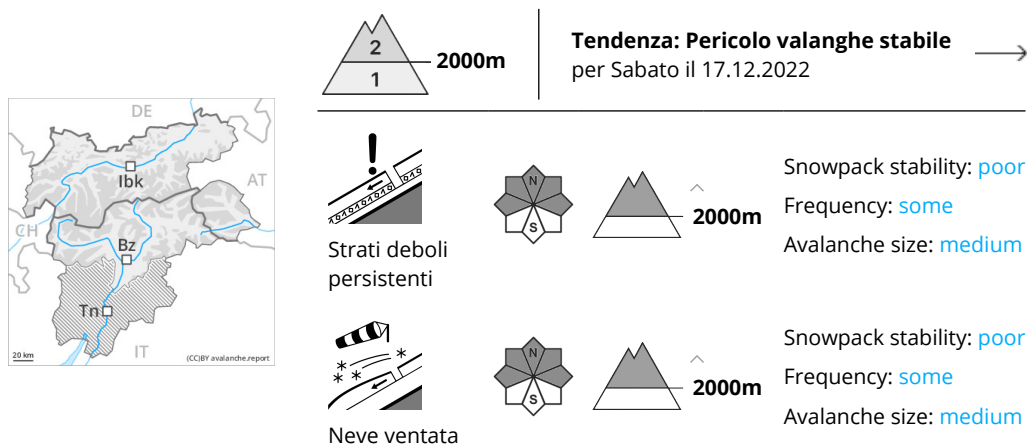 2
1
2000m
Tendenza: Pericolo valanghe stabile
per Sabato il 17.12.2022
DE
Ibk
AT
CH
Bz
Tn
IT
20 km
(CC)BY avalanche.report
Strati deboli
persistenti
N
S
2000m
Snowpack stability: poor
Frequency: some
Avalanche size: medium
Neve ventata
N
S
2000m
Snowpack stability: poor
Frequency: some
Avalanche size: medium